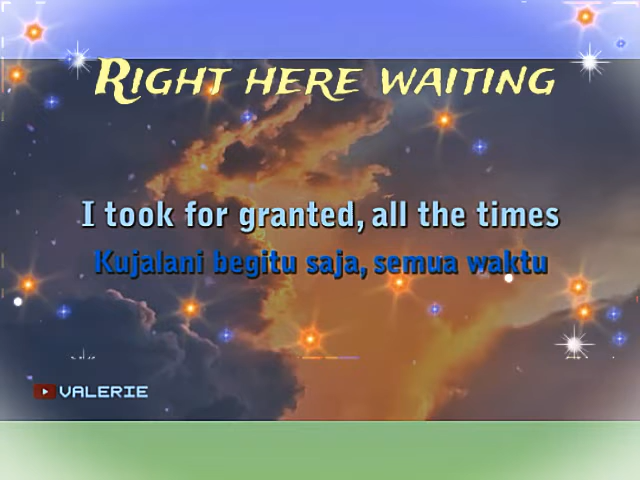 Right here waiting
I took for granted, all the times
Kujalani begitu saja, semua waktu
VALERIE